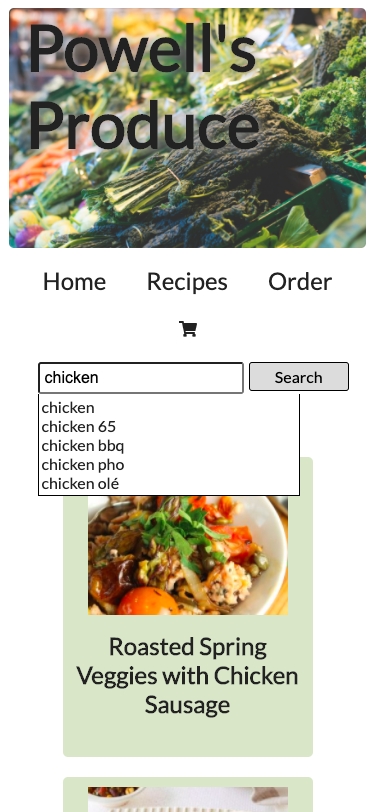 Powell's
Produce
Home Recipes Order
chicken Search
chicken
chicken 65
chicken bbq
chicken pho
chicken olé
Roasted Spring
Veggies with Chicken
Sausage